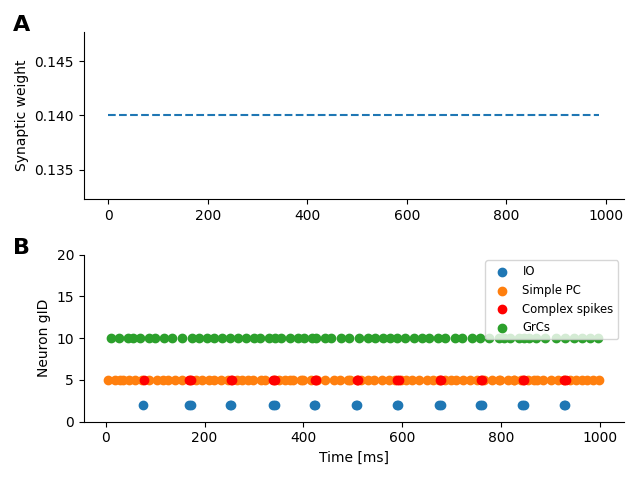 A
Synaptic weight
0.145
0.140
0.135
0 200 400 600 800 1000
B
Neuron gID
20
15
10
5
0
IO
Simple PC
Complex spikes
GrCs
0 200 400 600 800 1000
Time [ms]